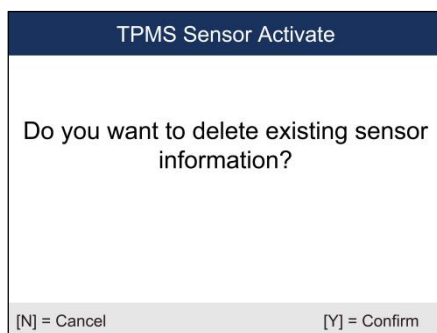 TPMS Sensor Activate
Do you want to delete existing sensor
information?
[N] = Cancel [Y] = Confirm